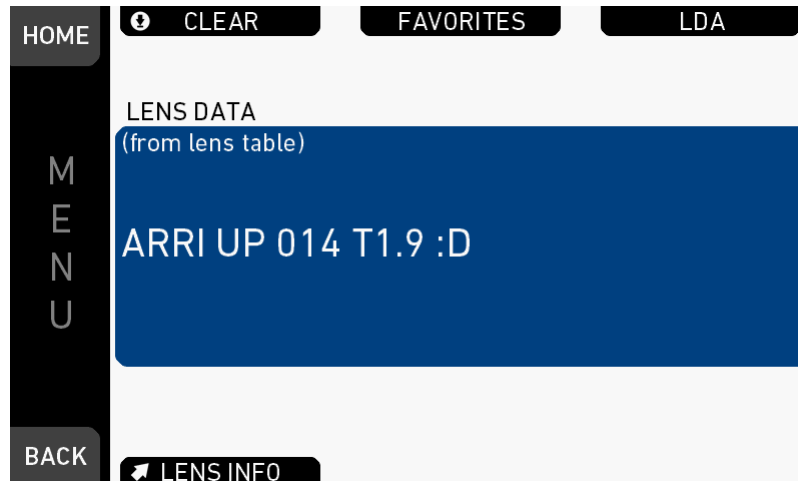 HOME
CLEAR
FAVORITES
LDA
LENS DATA
(from lens table)
ARRI UP 014 T1.9 :D
M
E
N
U
BACK
LENS INFO